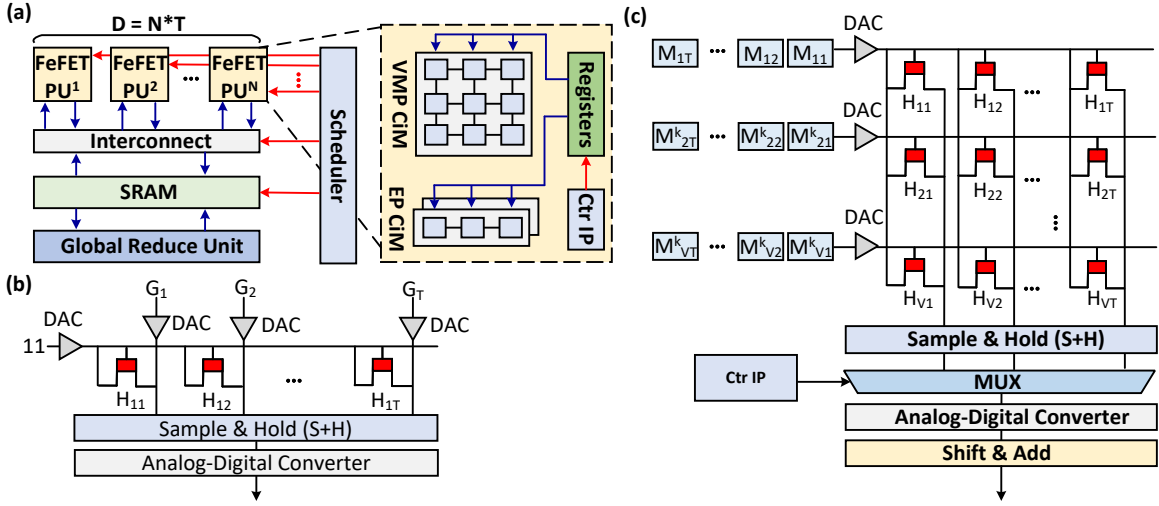 (a)
D = N*T
FeFET PU¹
FeFET PU²
...
FeFET PUᴺ
Interconnect
SRAM
Global Reduce Unit
Scheduler
VMP CiM
EP CiM
Registers
Ctr IP
(b)
G₁ G₂ G_T
DAC DAC DAC DAC
11
H₁₁ H₁₂ ... H₁T
Sample & Hold (S+H)
Analog-Digital Converter
(c)
DAC
M₁T ... M₁₂ M₁₁
H₁₁ H₁₂ ... H₁T
DAC
Mᵏ₂T ... Mᵏ₂₂ Mᵏ₂₁
H₂₁ H₂₂ ... H₂T
DAC
MᵏVT ... MᵏV2 MᵏV1
HV1 HV2 ... HVT
Sample & Hold (S+H)
Ctr IP
MUX
Analog-Digital Converter
Shift & Add